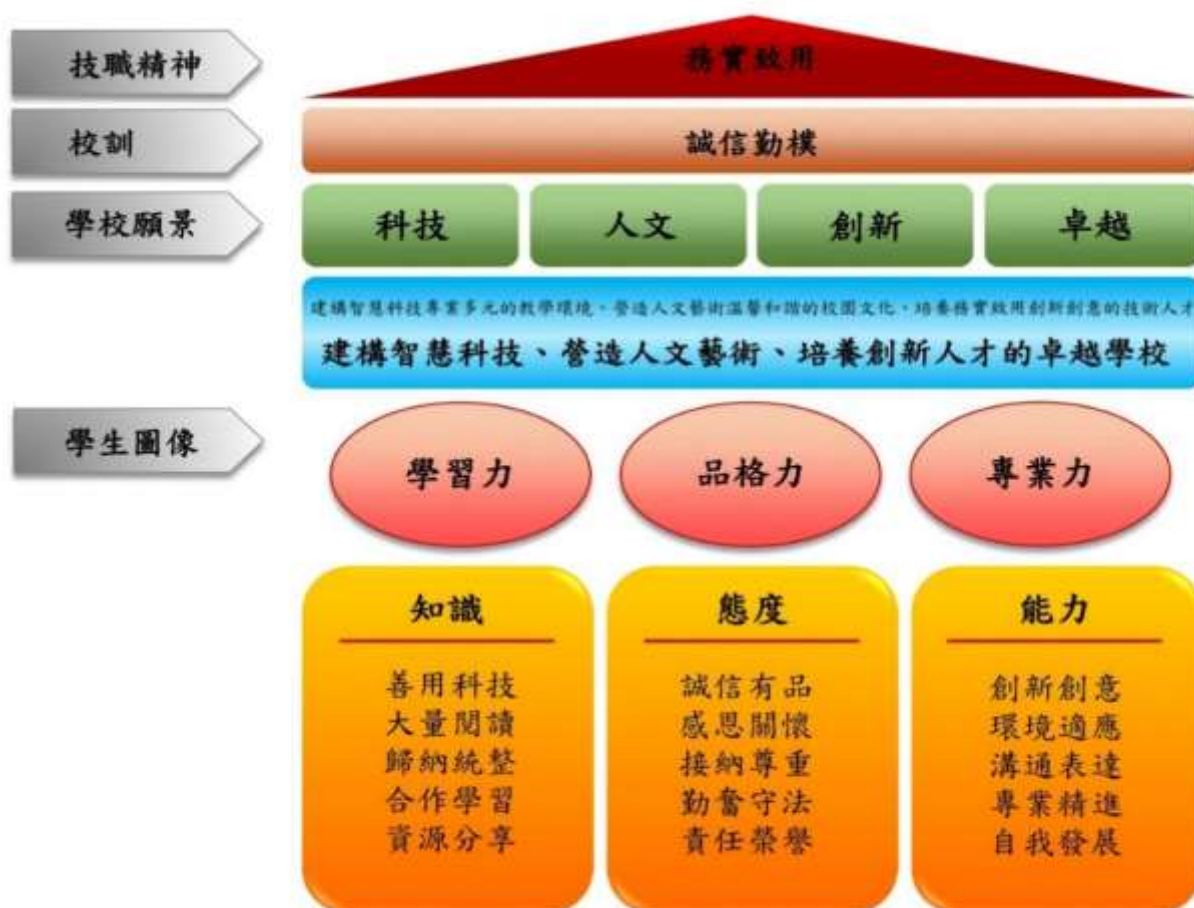 技職精神
務實致用
校訓
誠信勤樸
學校願景
科技
人文
創新
卓越
建構智慧科技專業多元的教學環境，營造人文藝術溫馨和諧的校園文化，培養務實致用創新創意的技術人才
建構智慧科技、營造人文藝術、培養創新人才的卓越學校
學生圖像
學習力
品格力
專業力
知識
善用科技
大量閱讀
歸納統整
合作學習
資源分享
態度
誠信有品
感恩關懷
接納尊重
勤奮守法
責任榮譽
能力
創新創意
環境適應
溝通表達
專業精進
自我發展